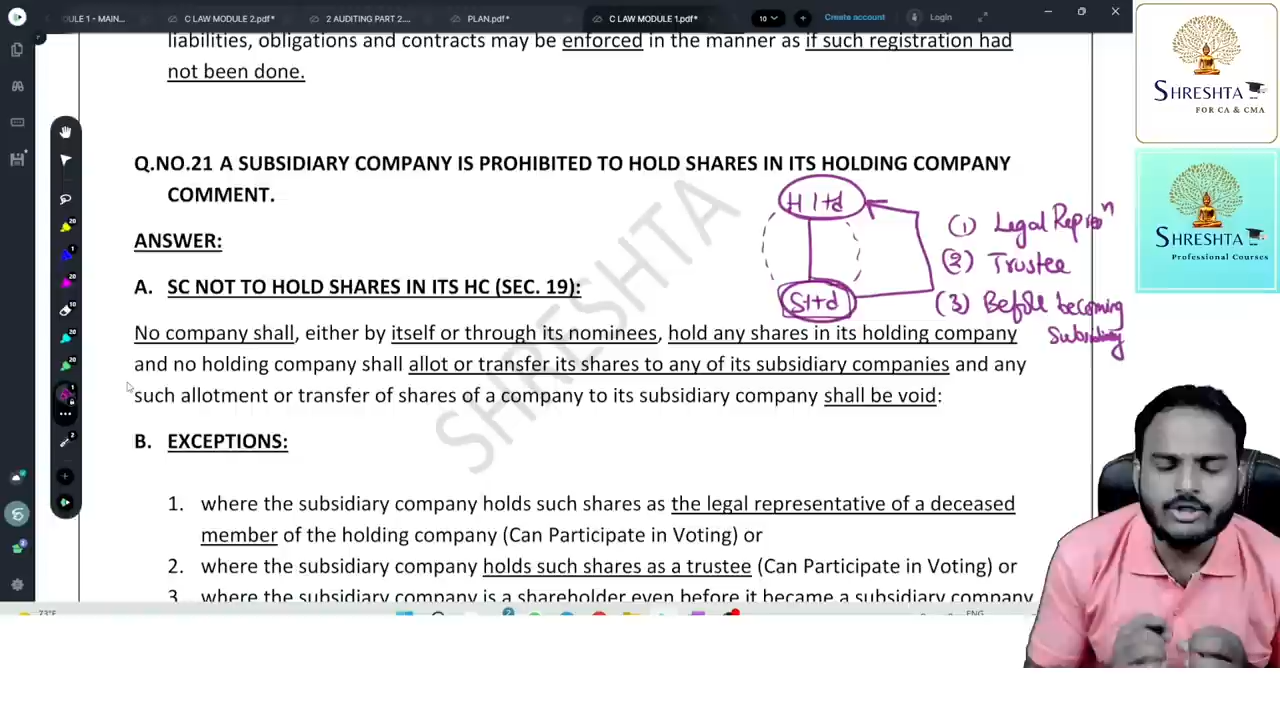 ULE 1 - MAIN...
C LAW MODULE 2.pdf*
2 AUDITING PART 2....
PLAN.pdf*
C LAW MODULE 1.pdf*
10
Create account
Login
liabilities, obligations and contracts may be enforced in the manner as if such registration had
not been done.
Q.NO.21 A SUBSIDIARY COMPANY IS PROHIBITED TO HOLD SHARES IN ITS HOLDING COMPANY
COMMENT.
ANSWER:
A. SC NOT TO HOLD SHARES IN ITS HC (SEC. 19):
No company shall, either by itself or through its nominees, hold any shares in its holding company
and no holding company shall allot or transfer its shares to any of its subsidiary companies and any
such allotment or transfer of shares of a company to its subsidiary company shall be void:
B. EXCEPTIONS:
1. where the subsidiary company holds such shares as the legal representative of a deceased
member of the holding company (Can Participate in Voting) or
2. where the subsidiary company holds such shares as a trustee (Can Participate in Voting) or
3. where the subsidiary company is a shareholder even before it became a subsidiary company
H ltd
S ltd
(1) Legal Represn
(2) Trustee
(3) Before becoming
Subsidiary
SHRESHTA
SHRESHTA
FOR CA & CMA
SHRESHTA
Professional Courses
73°F
ENG